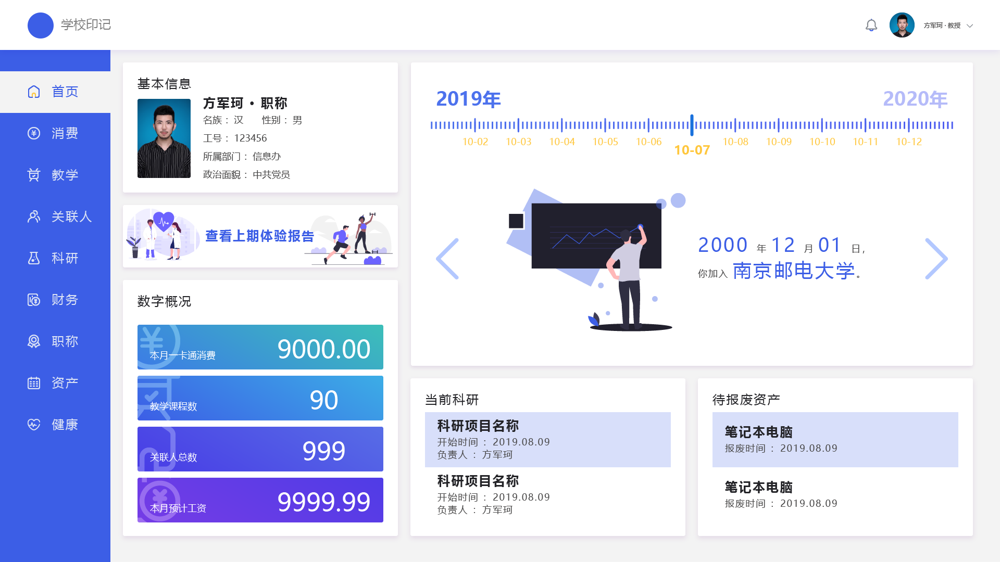 学校印记
方军珂 · 教授
首页
消费
教学
关联人
科研
财务
职称
资产
健康
基本信息
方军珂 · 职称
名族： 汉 性别： 男
工号： 123456
所属部门： 信息办
政治面貌： 中共党员
查看上期体验报告
数字概况
本月一卡通消费 9000.00
教学课程数 90
关联人总数 999
本月预计工资 9999.99
2019年 2020年
10-02 10-03 10-04 10-05 10-06 10-07 10-08 10-09 10-10 10-11 10-12
2000 年 12 月 01 日，
你加入 南京邮电大学。
当前科研
科研项目名称
开始时间 ： 2019.08.09
负责人 ： 方军珂
科研项目名称
开始时间 ： 2019.08.09
负责人 ： 方军珂
待报废资产
笔记本电脑
报废时间 ： 2019.08.09
笔记本电脑
报废时间 ： 2019.08.09